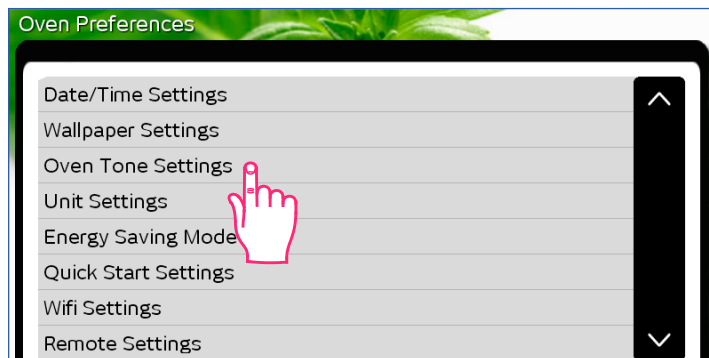 Oven Preferences
Date/Time Settings
Wallpaper Settings
Oven Tone Settings
Unit Settings
Energy Saving Mode
Quick Start Settings
Wifi Settings
Remote Settings